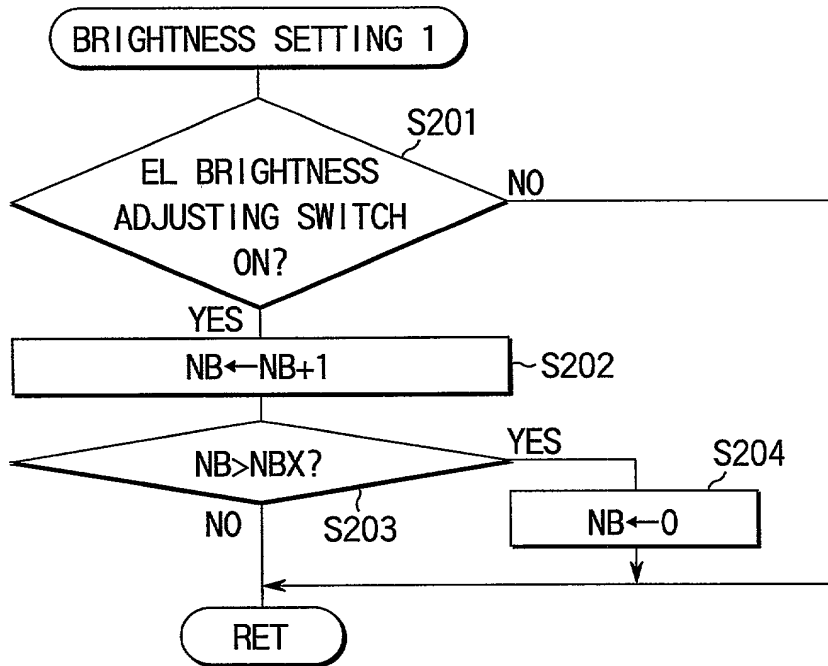 BRIGHTNESS SETTING 1
S201
EL BRIGHTNESS
ADJUSTING SWITCH
ON?
NO
YES
NB←NB+1
S202
NB>NBX?
YES
S204
NO
S203
NB←0
RET